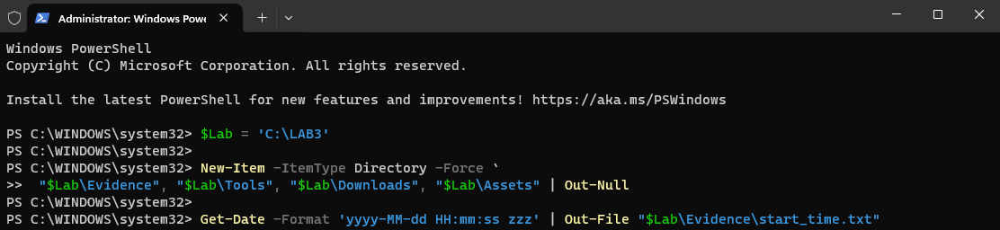 Administrator: Windows Powe
Windows PowerShell
Copyright (C) Microsoft Corporation. All rights reserved.
Install the latest PowerShell for new features and improvements! https://aka.ms/PSWindows
PS C:\WINDOWS\system32> $Lab = 'C:\LAB3'
PS C:\WINDOWS\system32>
PS C:\WINDOWS\system32> New-Item -ItemType Directory -Force `
>>  "$Lab\Evidence", "$Lab\Tools", "$Lab\Downloads", "$Lab\Assets" | Out-Null
PS C:\WINDOWS\system32>
PS C:\WINDOWS\system32> Get-Date -Format 'yyyy-MM-dd HH:mm:ss zzz' | Out-File "$Lab\Evidence\start_time.txt"